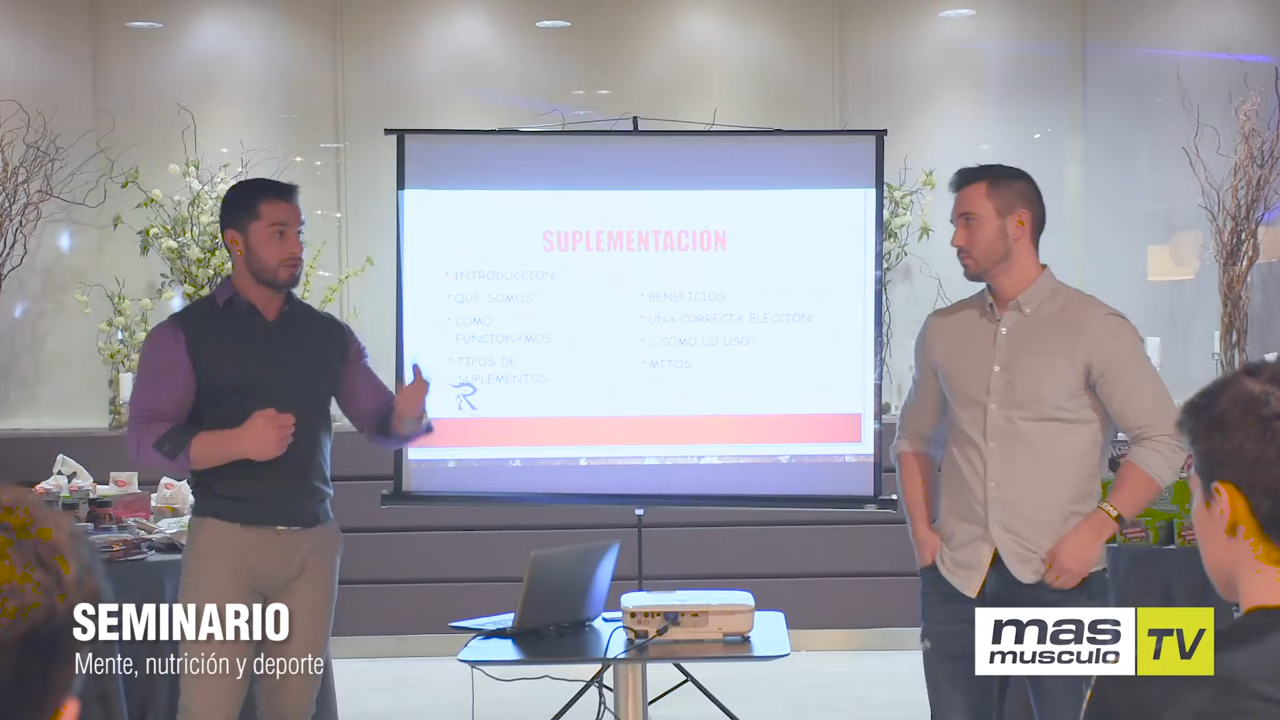 SUPLEMENTACIÓN
* INTRODUCCION
* QUE SOMOS
* COMO
FUNCIONAMOS
* TIPOS DE
SUPLEMENTOS
* BENEFICIOS
* UNA CORRECTA ELECCION
* ¿COMO LO USO?
* MITOS
R
SEMINARIO
Mente, nutrición y deporte
mas
musculo
TV